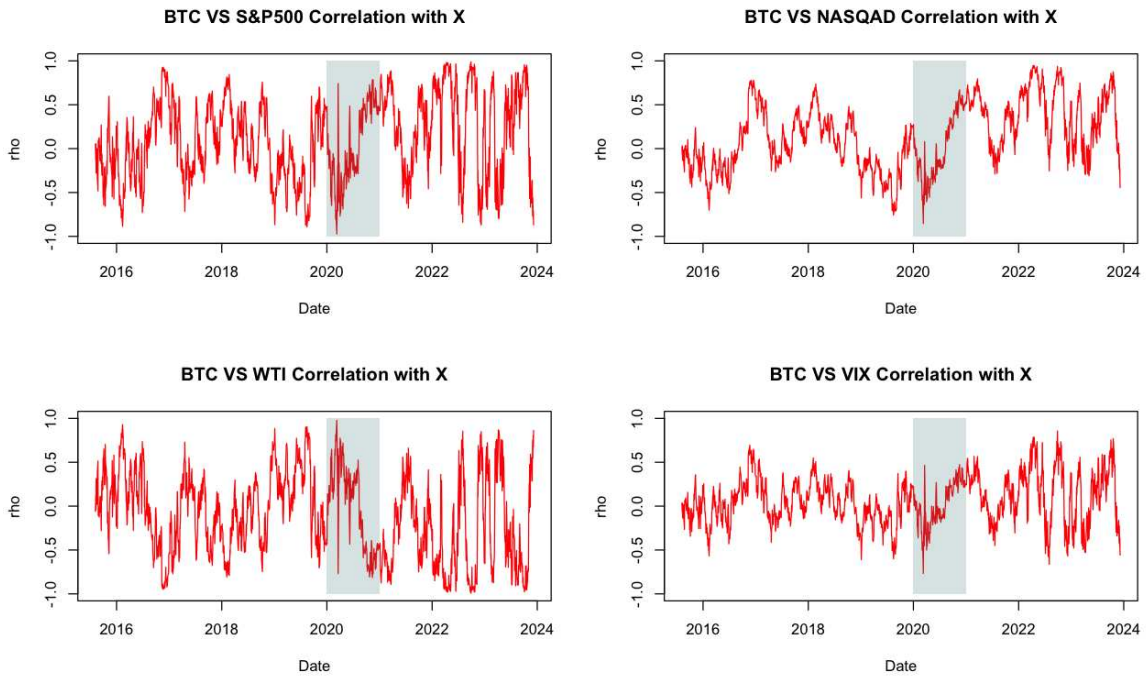 BTC VS S&P500 Correlation with X
rho
1.0
0.5
0.0
-0.5
-1.0
2016 2018 2020 2022 2024
Date
BTC VS NASQAD Correlation with X
rho
1.0
0.5
0.0
-0.5
-1.0
2016 2018 2020 2022 2024
Date
BTC VS WTI Correlation with X
rho
1.0
0.5
0.0
-0.5
-1.0
2016 2018 2020 2022 2024
Date
BTC VS VIX Correlation with X
rho
1.0
0.5
0.0
-0.5
-1.0
2016 2018 2020 2022 2024
Date